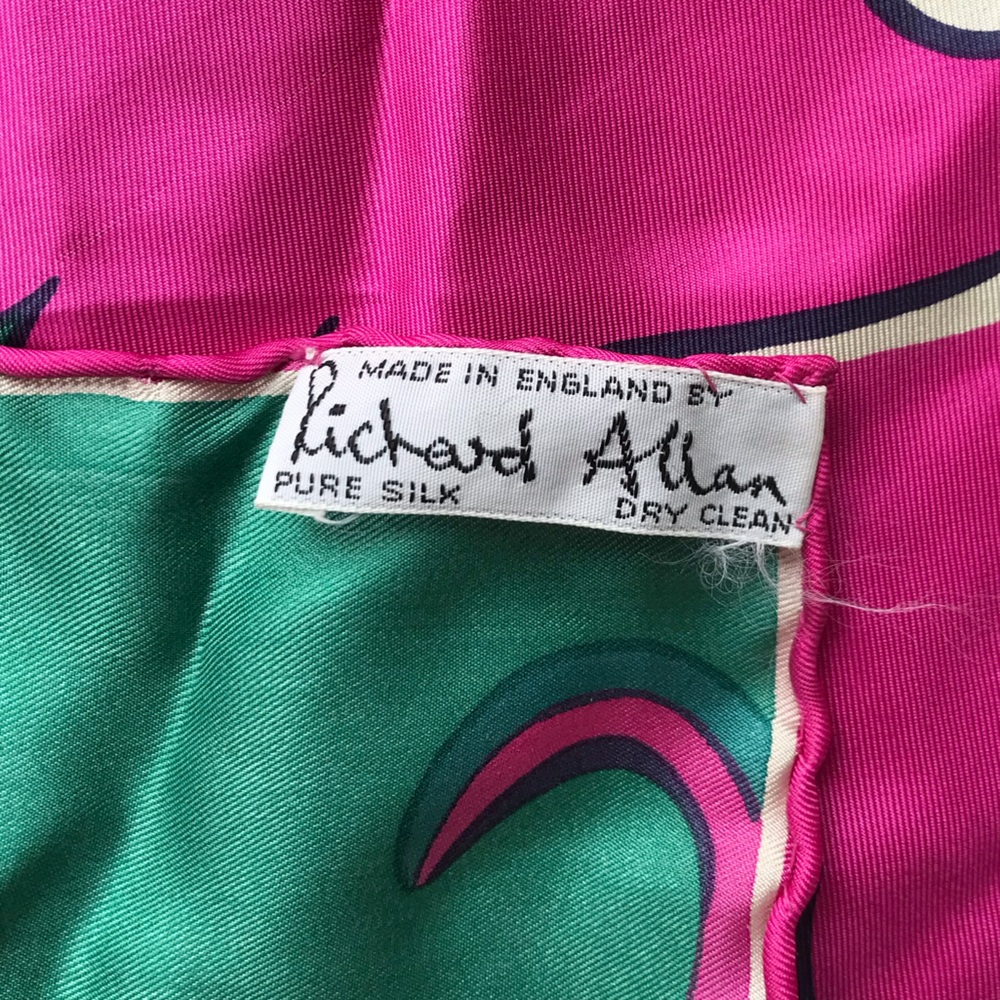 MADE IN ENGLAND BY
Richard Allan
PURE SILK
DRY CLEAN